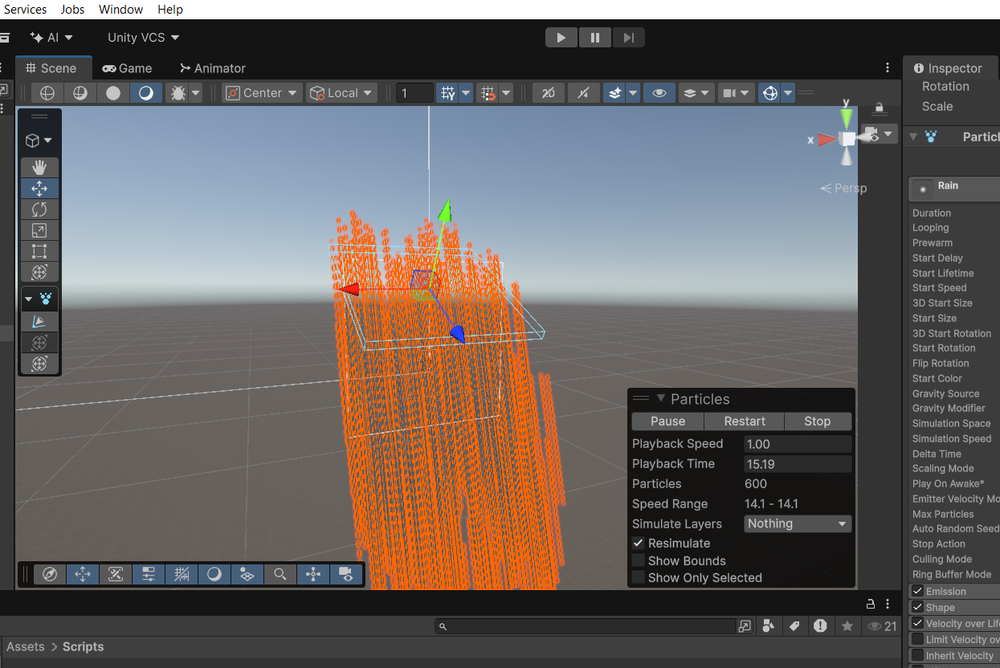 Services Jobs Window Help
AI Unity VCS
Scene Game Animator
Inspector
Center Local 1
Rotation
Scale
y
x
Persp
Particl
Rain
Duration
Looping
Prewarm
Start Delay
Start Lifetime
Start Speed
3D Start Size
Start Size
3D Start Rotation
Start Rotation
Flip Rotation
Start Color
Gravity Source
Gravity Modifier
Simulation Space
Simulation Speed
Delta Time
Scaling Mode
Play On Awake*
Emitter Velocity Mo
Max Particles
Auto Random Seed
Stop Action
Culling Mode
Ring Buffer Mode
Emission
Shape
Velocity over Life
Limit Velocity ov
Inherit Velocity
Particles
Pause Restart Stop
Playback Speed 1.00
Playback Time 15.19
Particles 600
Speed Range 14.1 - 14.1
Simulate Layers Nothing
Resimulate
Show Bounds
Show Only Selected
21
Assets > Scripts